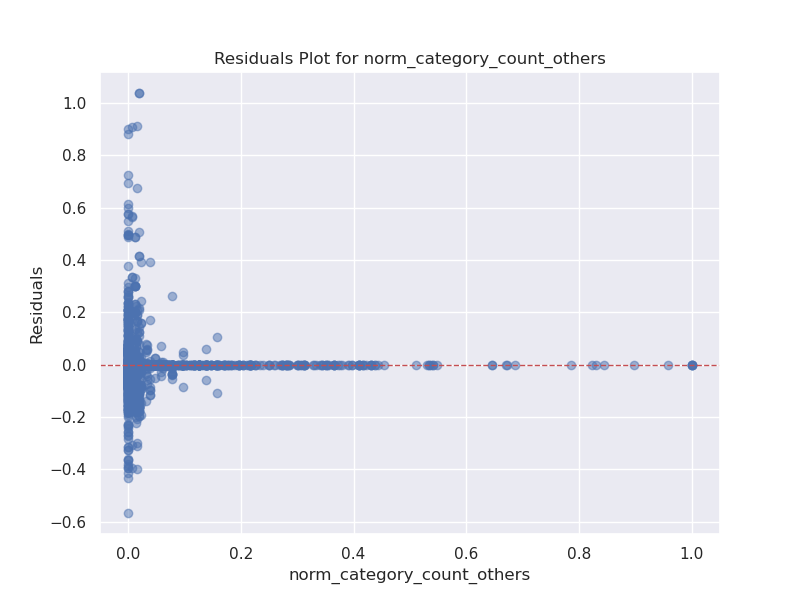 Residuals Plot for norm_category_count_others
1.0
0.8
0.6
0.4
0.2
0.0
−0.2
−0.4
−0.6
Residuals
0.0 0.2 0.4 0.6 0.8 1.0
norm_category_count_others